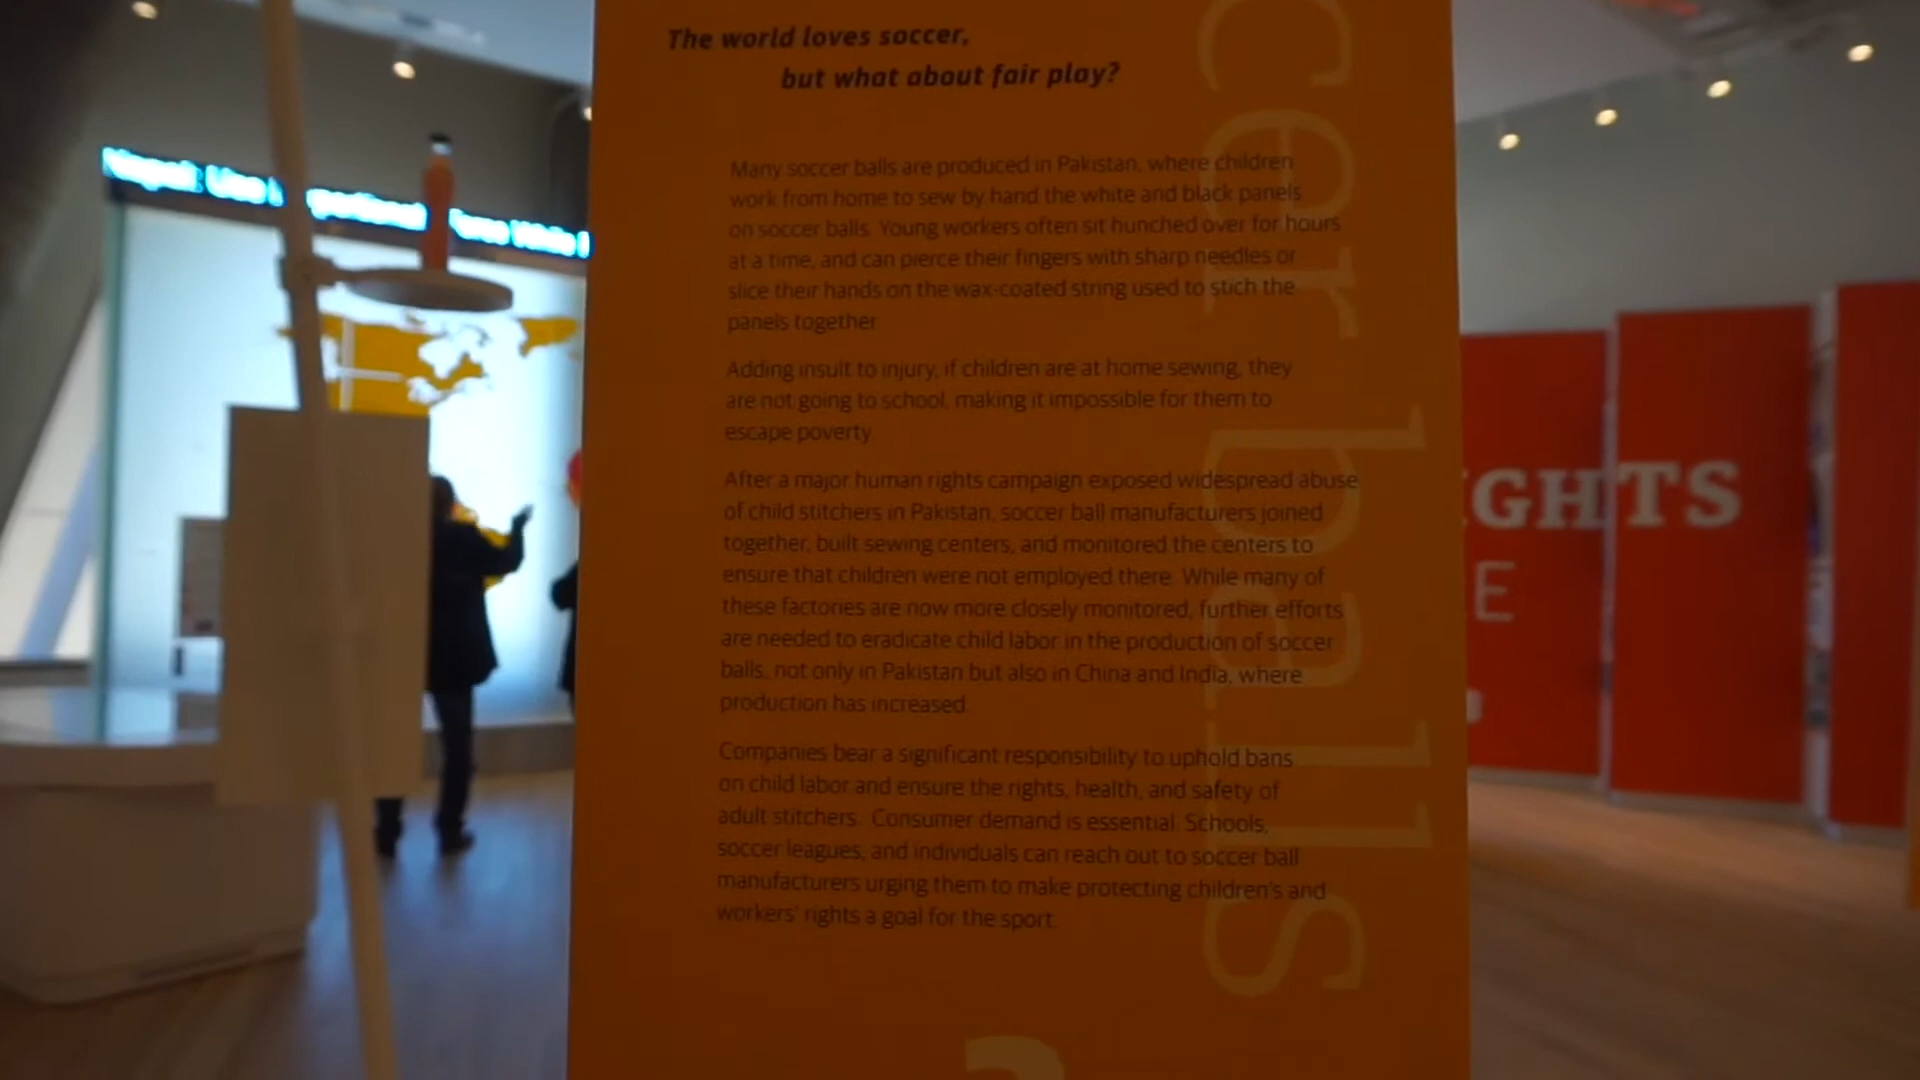 The world loves soccer,
but what about fair play?
Many soccer balls are produced in Pakistan, where children
work from home to sew by hand the white and black panels
on soccer balls. Young workers often sit hunched over for hours
at a time, and can pierce their fingers with sharp needles or
slice their hands on the wax-coated string used to stich the
panels together.
Adding insult to injury, if children are at home sewing, they
are not going to school, making it impossible for them to
escape poverty.
After a major human rights campaign exposed widespread abuse
of child stitchers in Pakistan, soccer ball manufacturers joined
together, built sewing centers, and monitored the centers to
ensure that children were not employed there. While many of
these factories are now more closely monitored, further efforts
are needed to eradicate child labor in the production of soccer
balls, not only in Pakistan but also in China and India, where
production has increased.
Companies bear a significant responsibility to uphold bans
on child labor and ensure the rights, health, and safety of
adult stitchers. Consumer demand is essential. Schools,
soccer leagues, and individuals can reach out to soccer ball
manufacturers urging them to make protecting children's and
workers' rights a goal for the sport.
cer balls
IGHTS
E